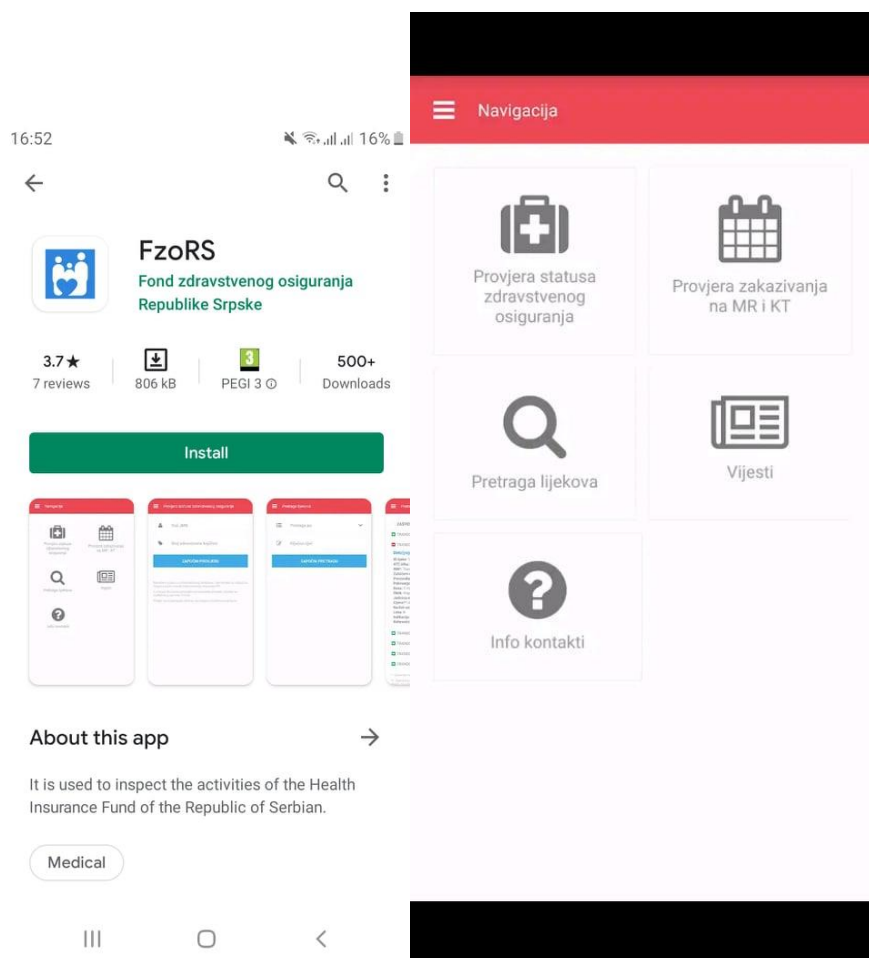 16:52
16%
FzoRS
Fond zdravstvenog osiguranja
Republike Srpske
3.7★
7 reviews
806 kB
3
PEGI 3
500+
Downloads
Install
About this app
It is used to inspect the activities of the Health
Insurance Fund of the Republic of Serbian.
Medical
Navigacija
Provjera statusa
zdravstvenog
osiguranja
Provjera zakazivanja
na MR i KT
Pretraga lijekova
Vijesti
Info kontakti